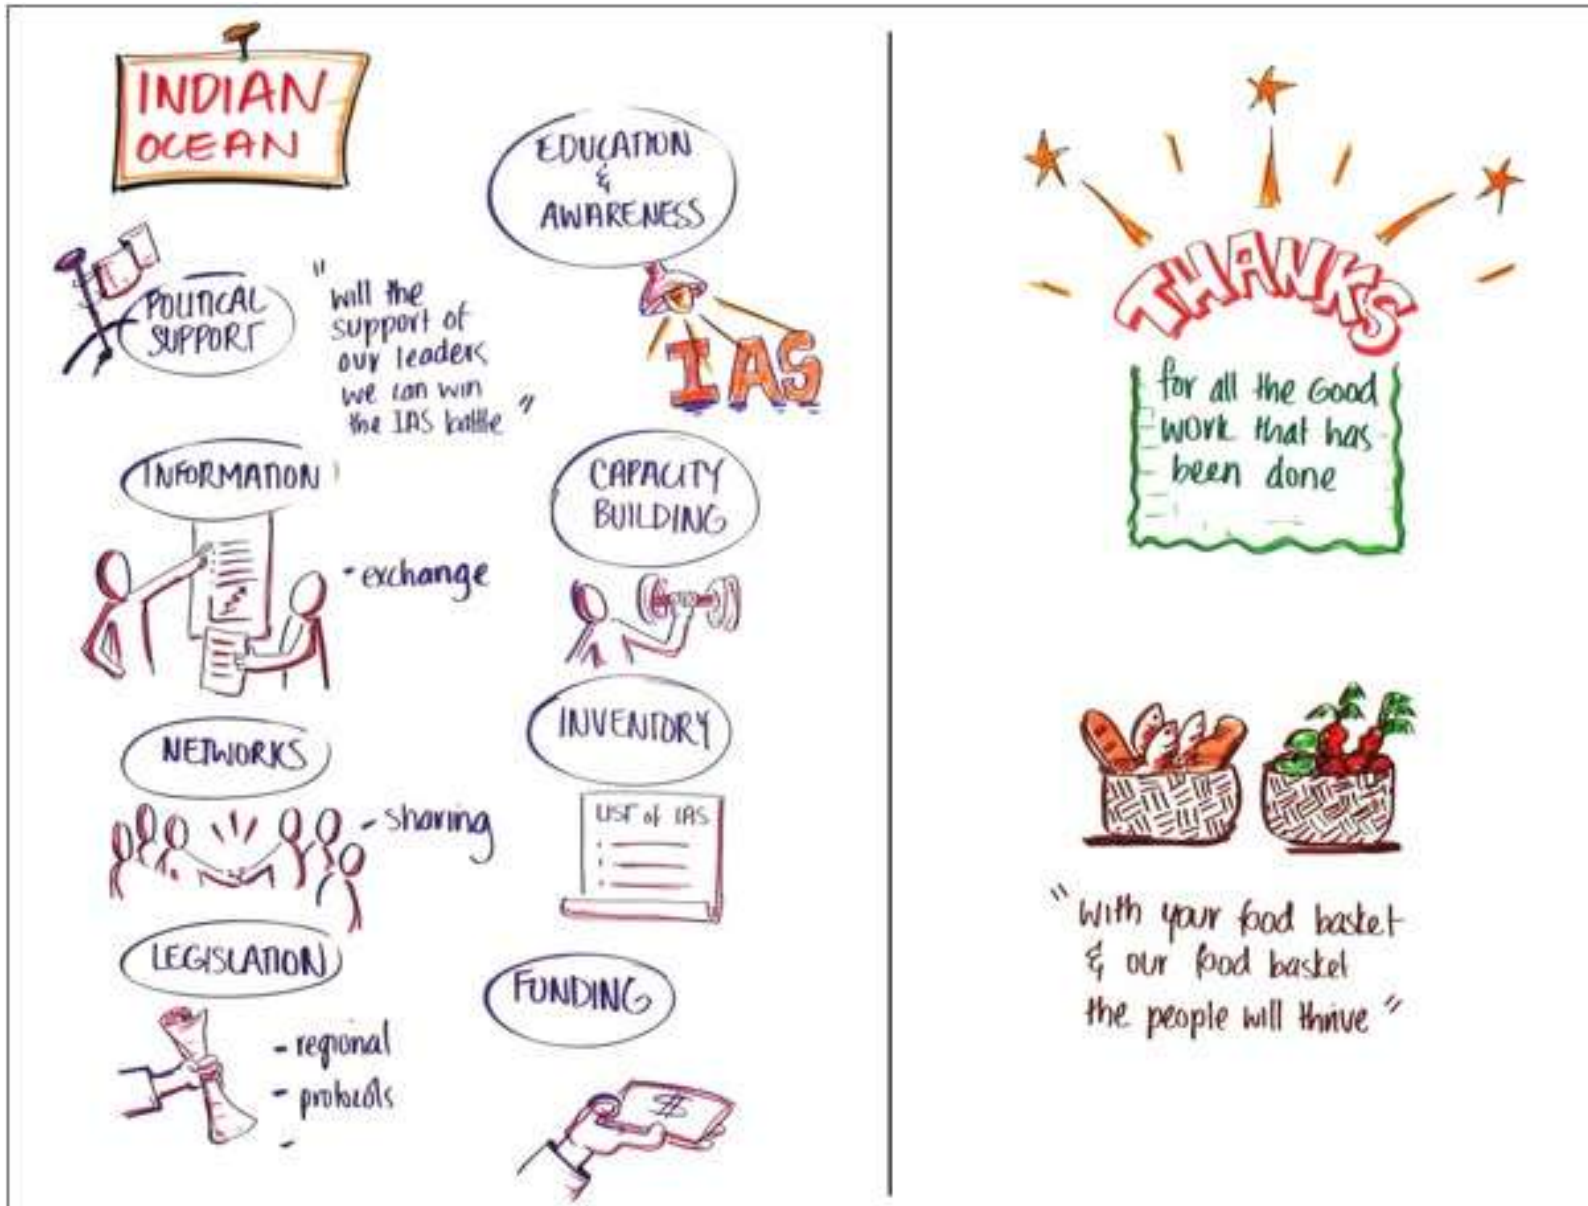 INDIAN
OCEAN
POLITICAL
SUPPORT
"will the
support of
our leaders
we can win
the IAS battle"
INFORMATION
- exchange
NETWORKS
- sharing
LEGISLATION
- regional
- protocols
-
EDUCATION
&
AWARENESS
IAS
CAPACITY
BUILDING
INVENTORY
LIST of IAS
FUNDING
$
THANKS
for all the Good
work that has
been done
"with your food basket
& our food basket
the people will thrive"